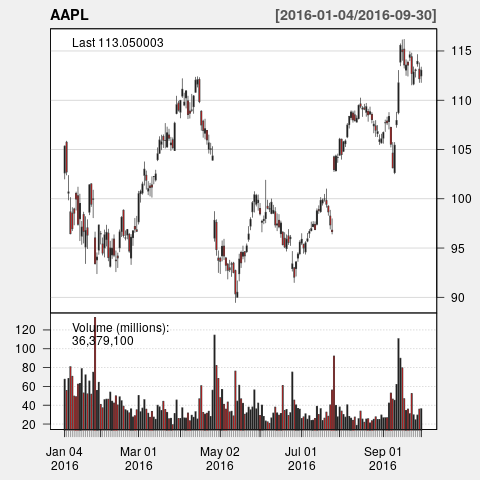 AAPL [2016-01-04/2016-09-30]
Last 113.050003
115
110
105
100
95
90
Volume (millions):
36,379,100
120
100
80
60
40
20
Jan 04 Mar 01 May 02 Jul 01 Sep 01
2016 2016 2016 2016 2016